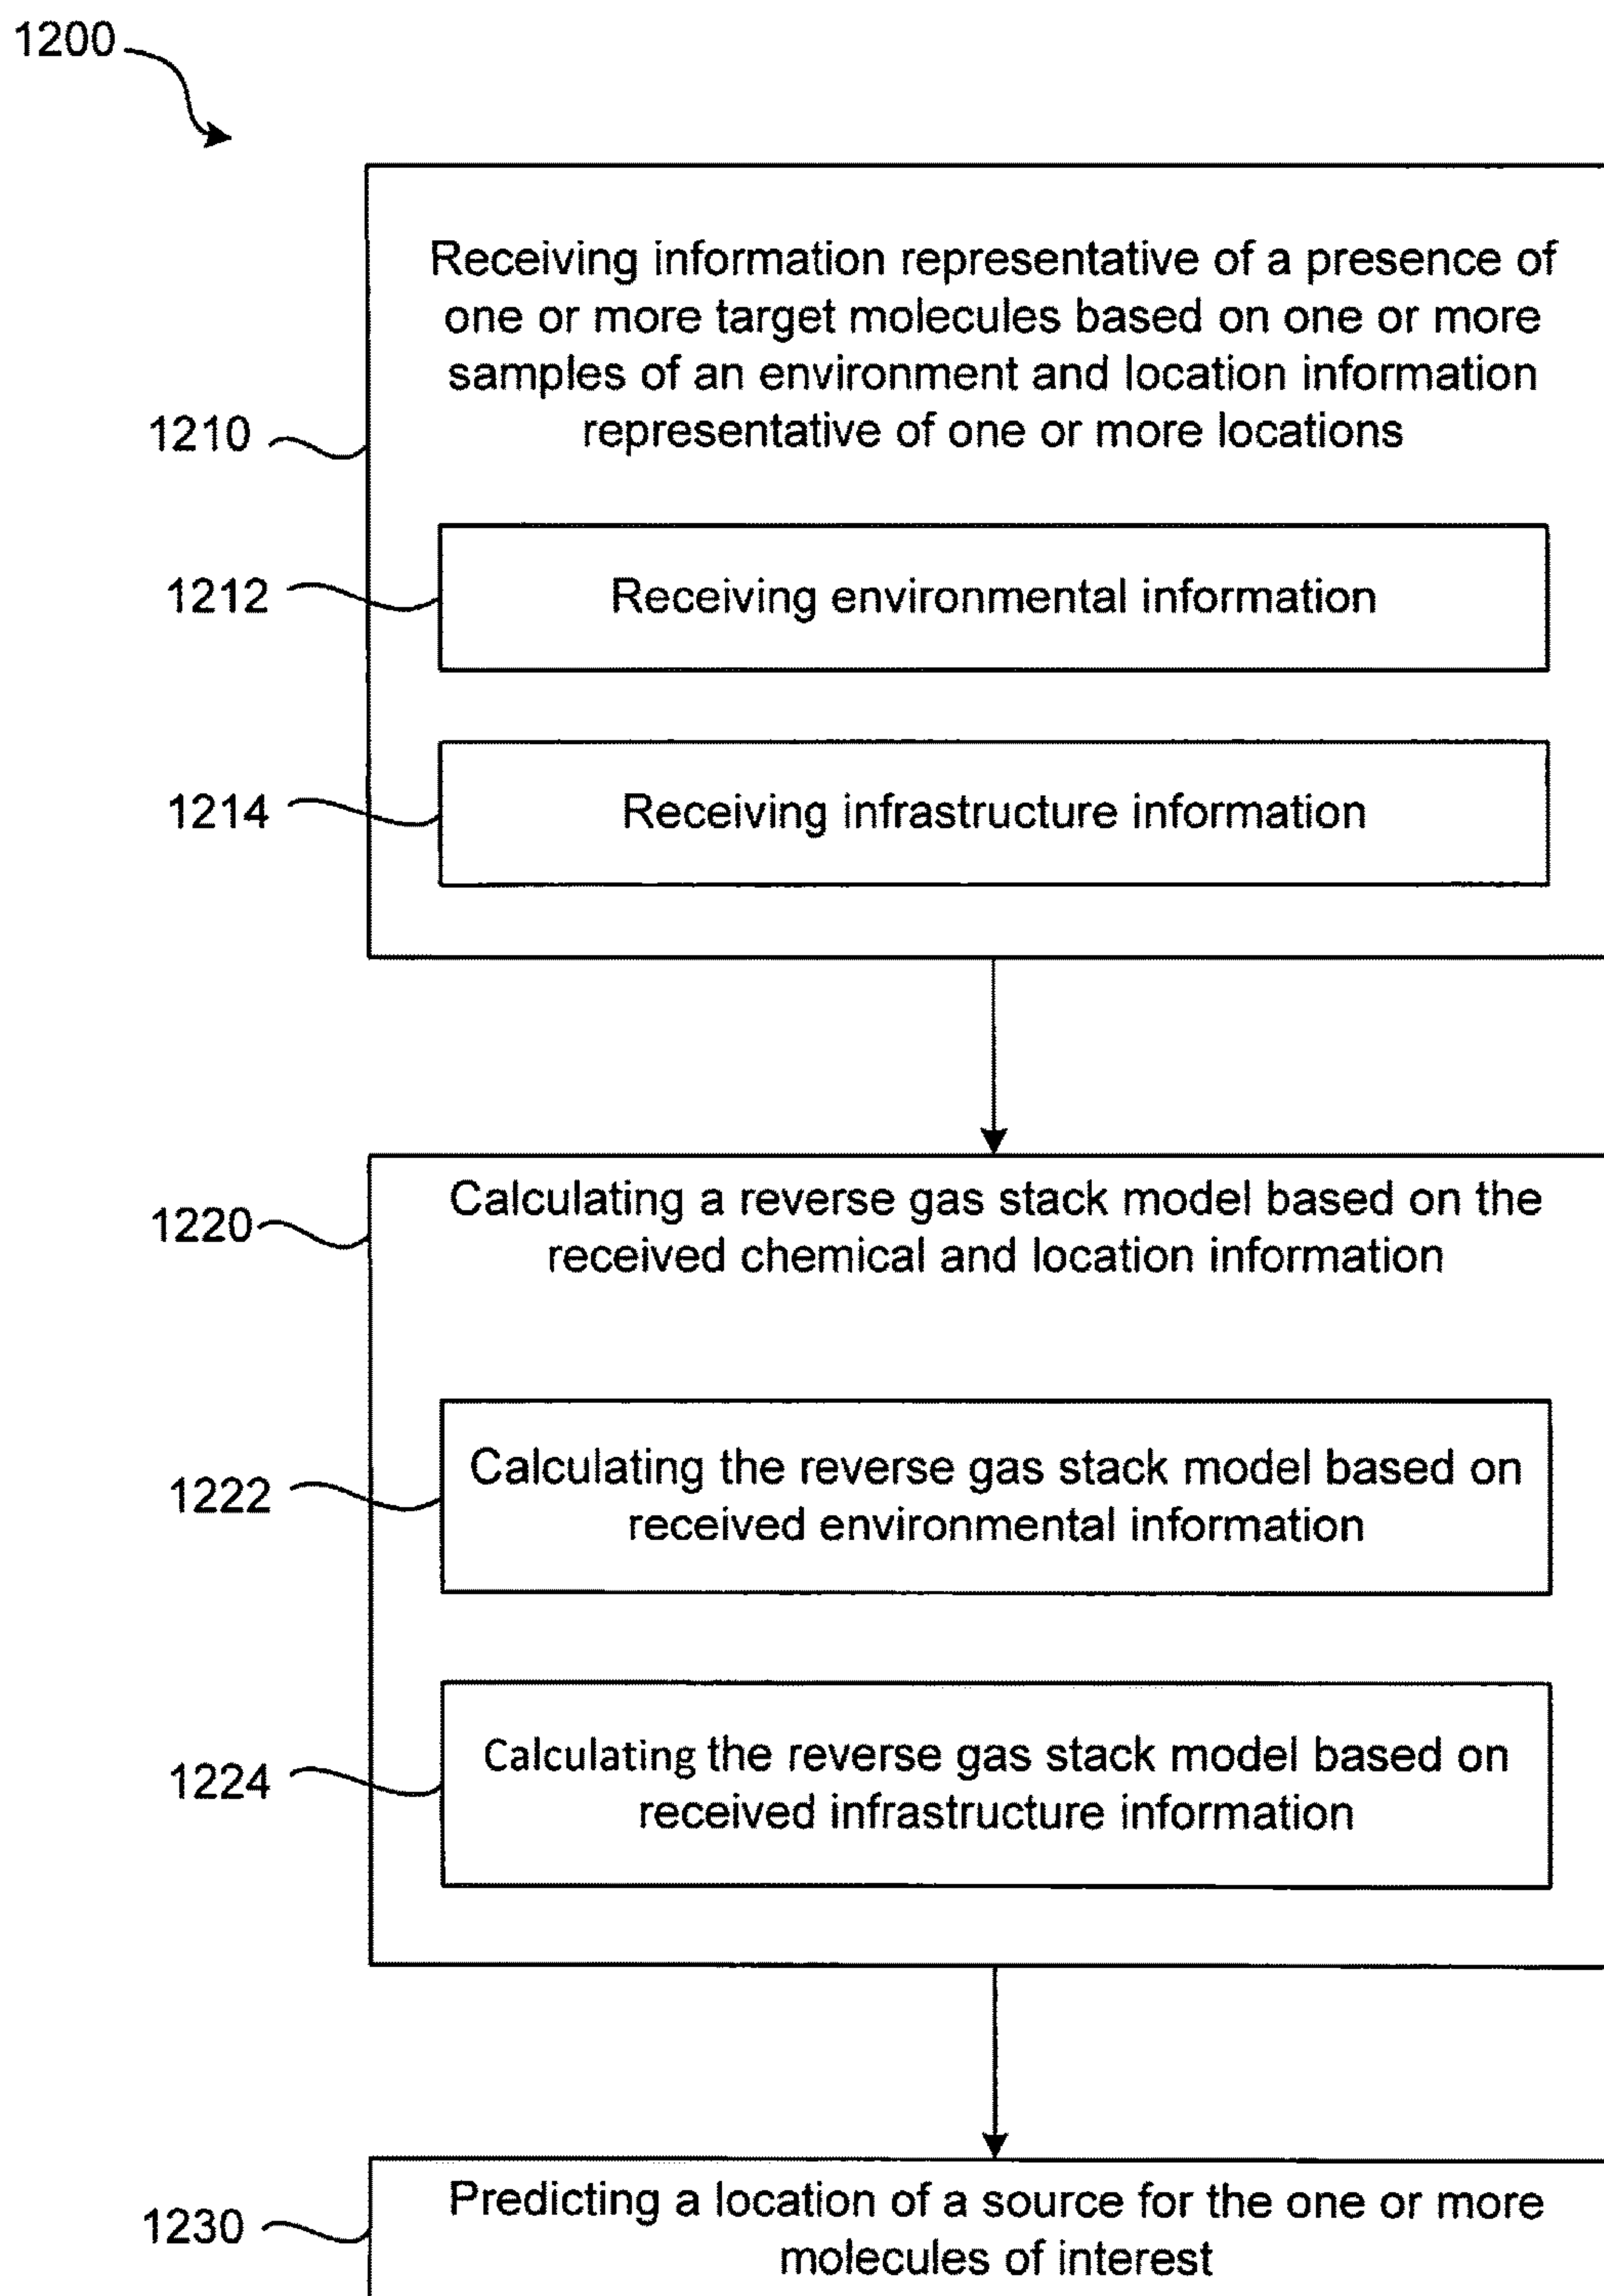 1200
Receiving information representative of a presence of
one or more target molecules based on one or more
samples of an environment and location information
representative of one or more locations
1210
1212
Receiving environmental information
1214
Receiving infrastructure information
1220
Calculating a reverse gas stack model based on the
received chemical and location information
1222
Calculating the reverse gas stack model based on
received environmental information
1224
Calculating the reverse gas stack model based on
received infrastructure information
1230
Predicting a location of a source for the one or more
molecules of interest